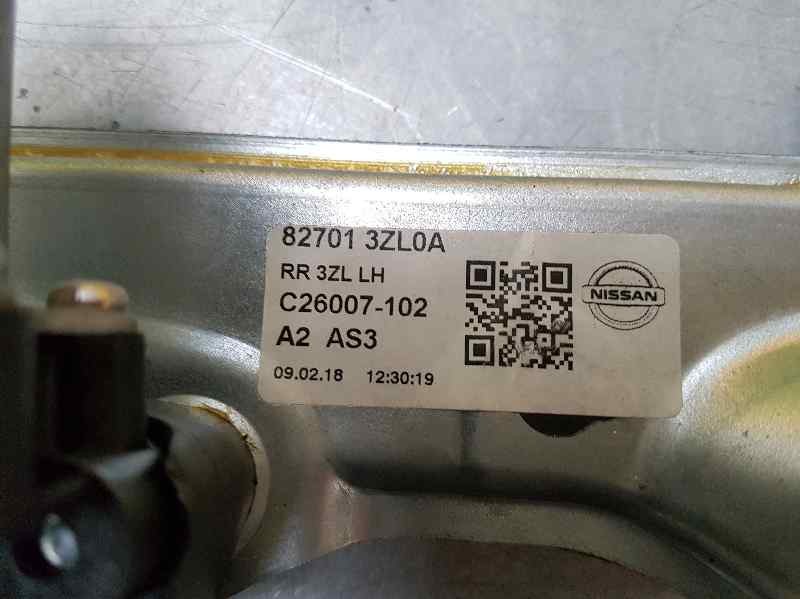 82701 3ZL0A
RR 3ZL LH
C26007-102
A2 AS3
09.02.18 12:30:19
NISSAN